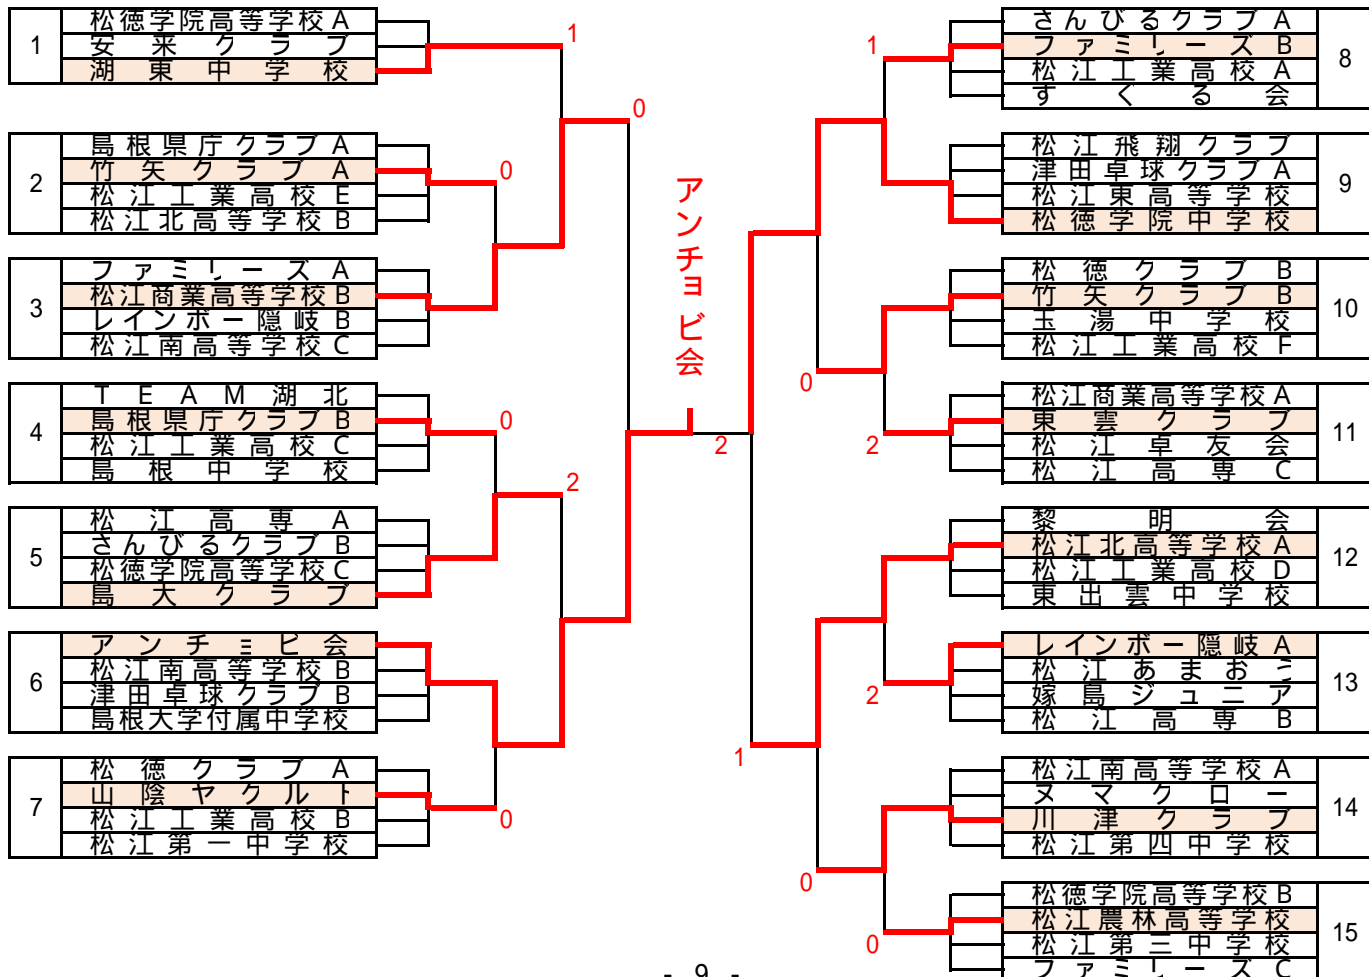 1
松徳学院高等学校A
安来クラブ
湖東中学校
2
島根県庁クラブA
竹矢クラブA
松江工業高校E
松江北高等学校B
3
ファミリーズA
松江商業高等学校B
レインボー隠岐B
松江南高等学校C
4
TEAM湖北
島根県庁クラブB
松江工業高校C
島根中学校
5
松江高専A
さんびるクラブB
松徳学院高等学校C
島大クラブ
6
アンチョビ会
松江南高等学校B
津田卓球クラブB
島根大学付属中学校
7
松徳クラブA
山陰ヤクルト
松江工業高校B
松江第一中学校
1
0
0
0
2
0
アンチョビ会
2
1
1
0
2
2
0
0
8
さんびるクラブA
ファミリーズB
松江工業高校A
すぐる会
9
松江飛翔クラブ
津田卓球クラブA
松江東高等学校
松徳学院中学校
10
松徳クラブB
竹矢クラブB
玉湯中学校
松江工業高校F
11
松江商業高等学校A
東雲クラブ
松江卓友会
松江高専C
12
黎明会
松江北高等学校A
松江工業高校D
東出雲中学校
13
レインボー隠岐A
松江あまおう
嫁島ジュニア
松江高専B
14
松江南高等学校A
ヌマクロー
川津クラブ
松江第四中学校
15
松徳学院高等学校B
松江農林高等学校
松江第三中学校
ファミリーズC
- 9 -